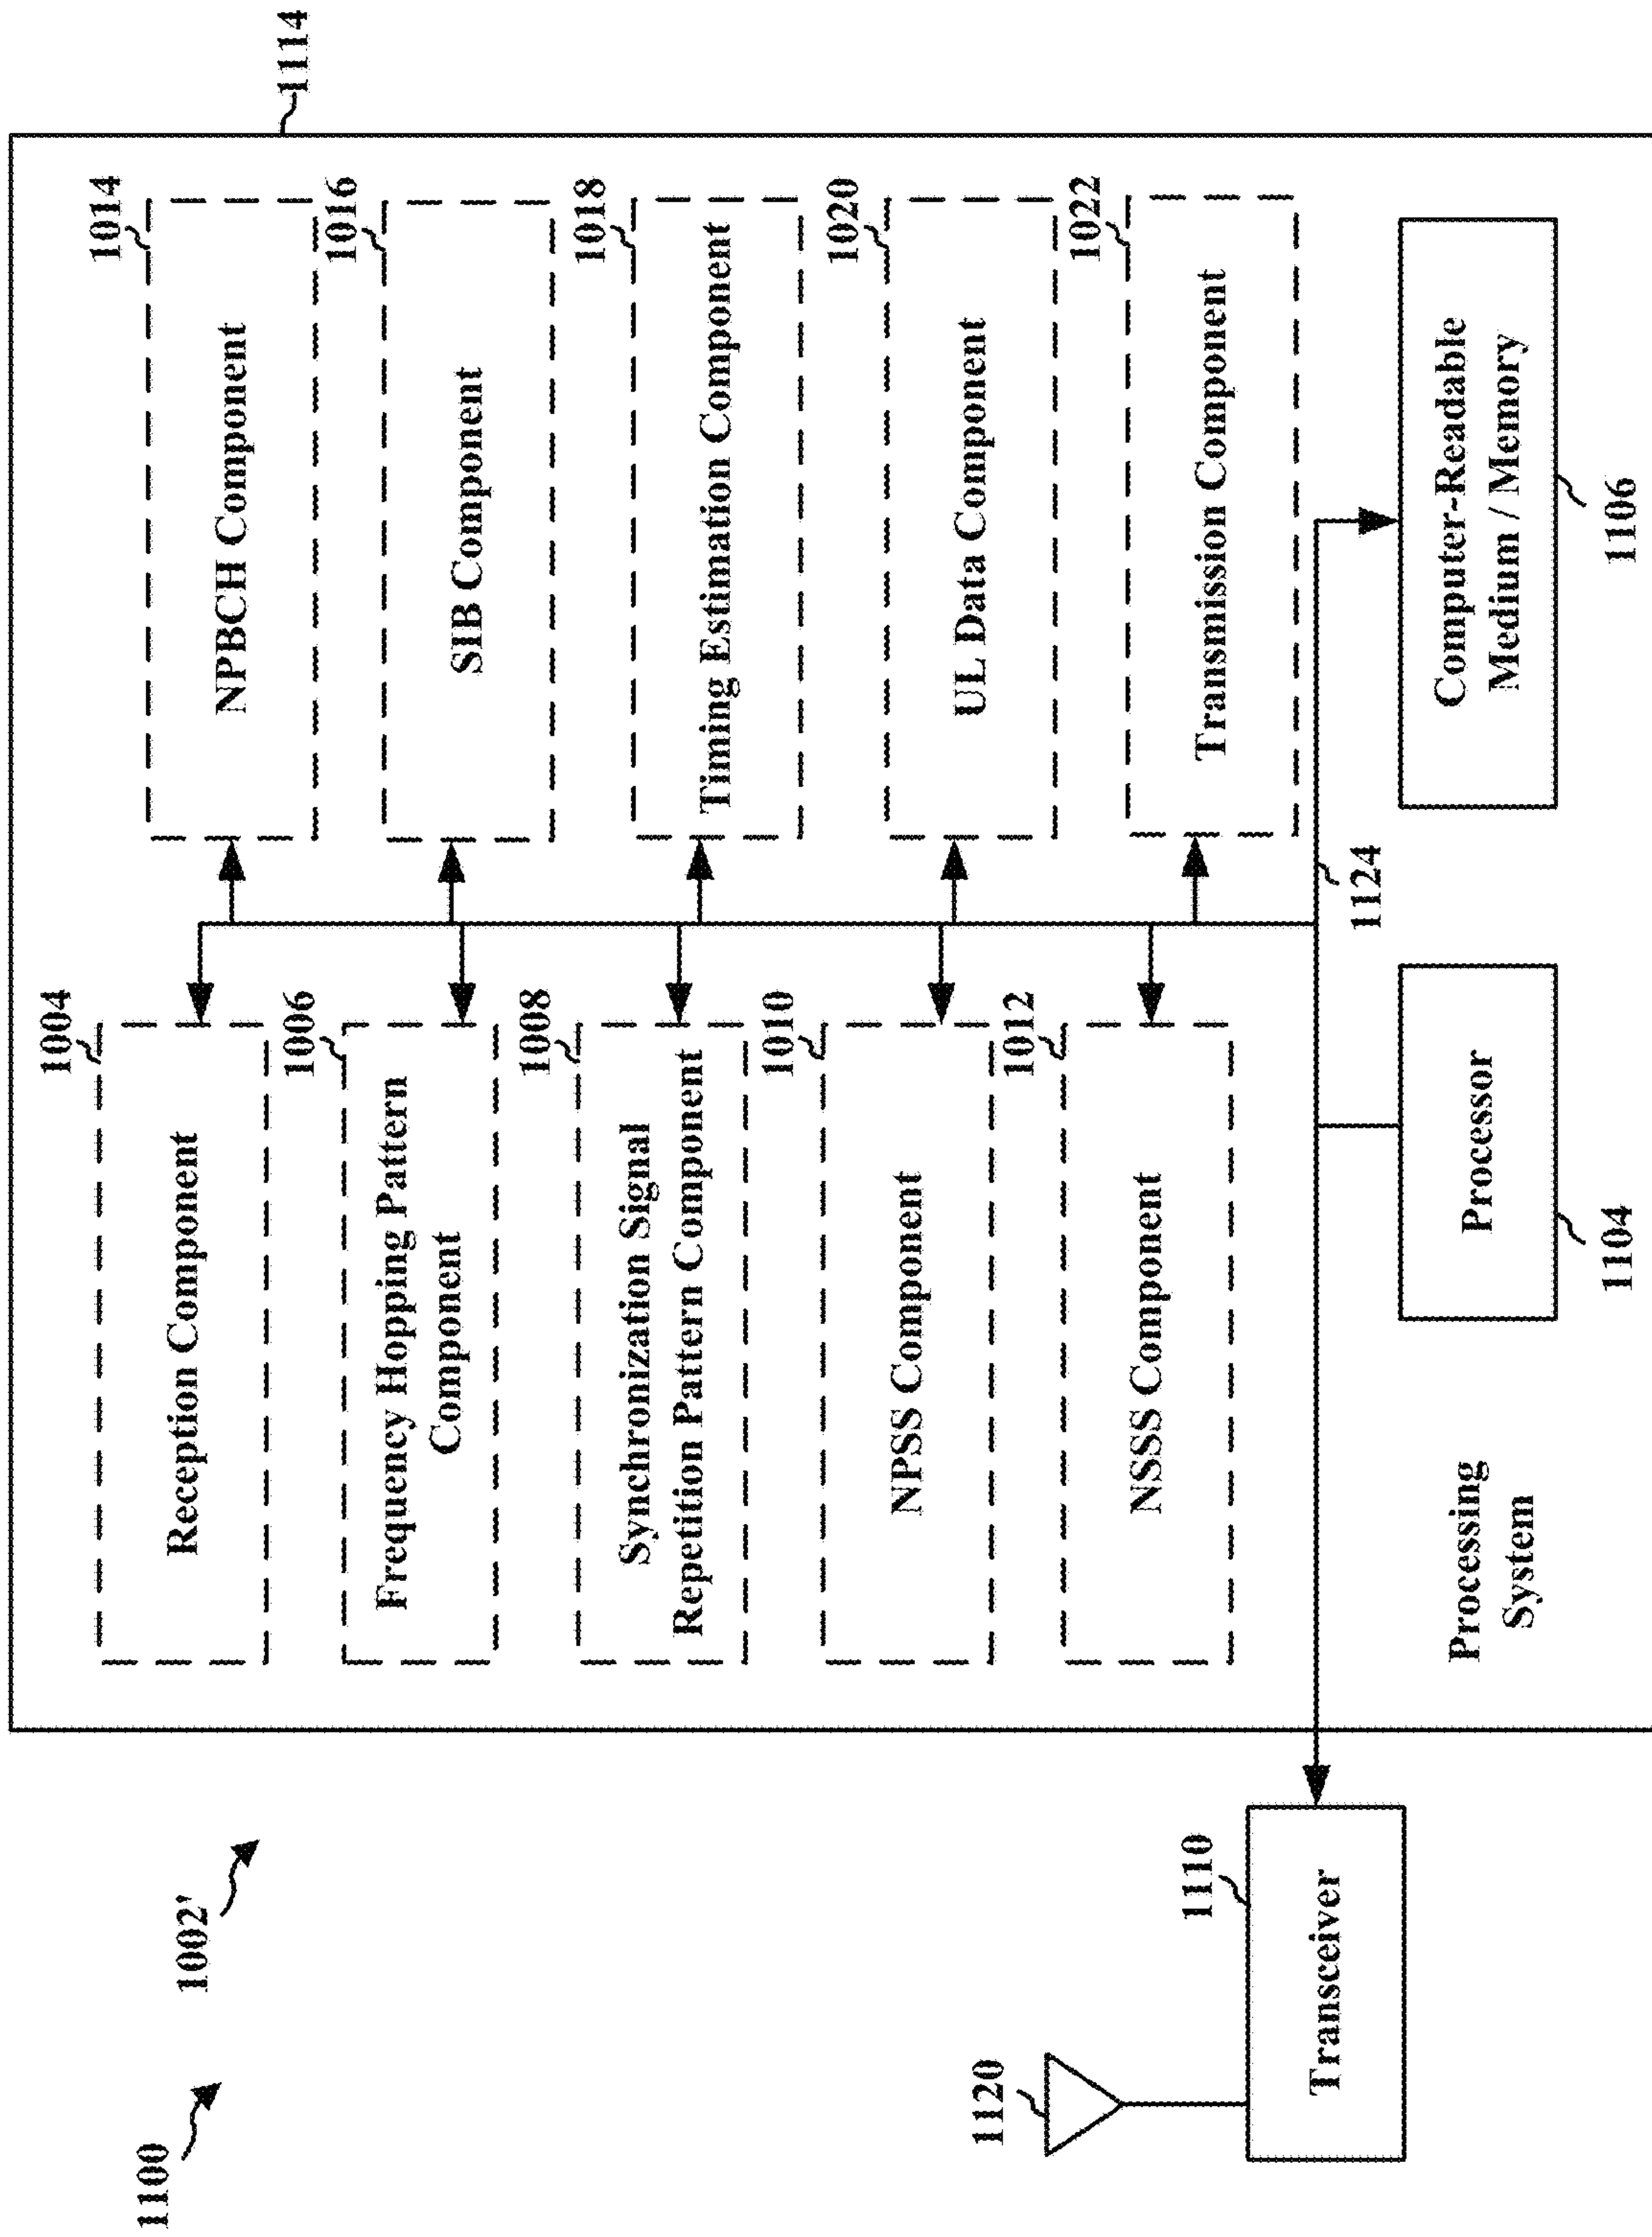 1100
1002'
1114
1004
Reception Component
1006
Frequency Hopping Pattern
Component
1008
Synchronization Signal
Repetition Pattern Component
1010
NPSS Component
1012
NSSS Component
1014
NPBCH Component
1016
SIB Component
1018
Timing Estimation Component
1020
UL Data Component
1022
Transmission Component
1120
1110
Transceiver
Processing
System
Processor
1104
1124
Computer-Readable
Medium / Memory
1106